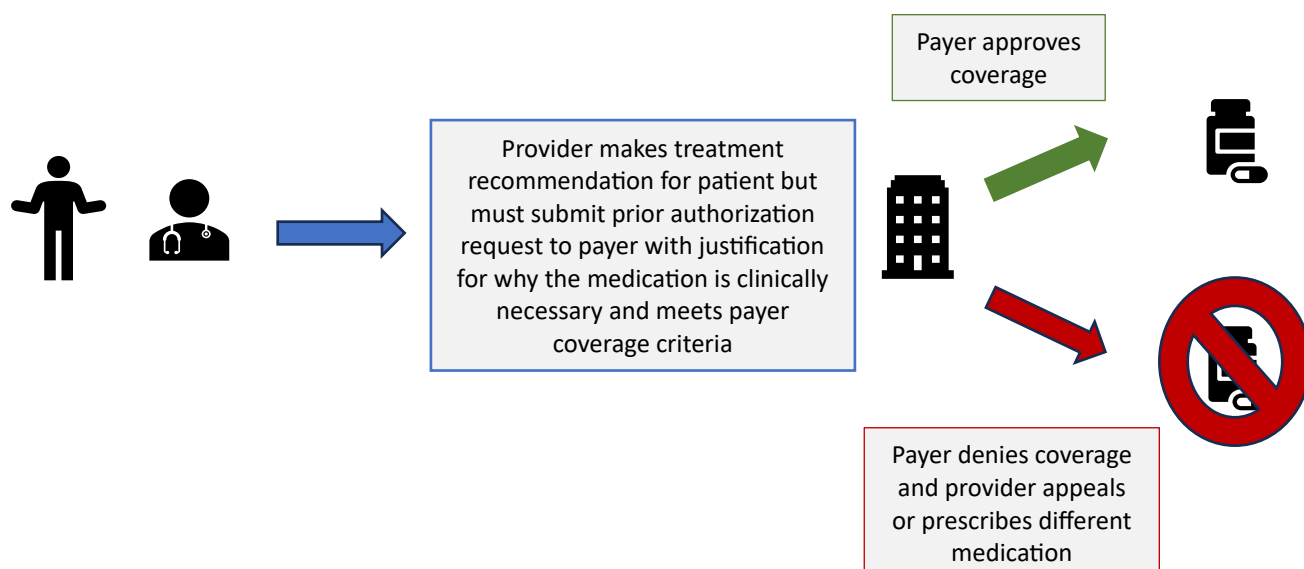 Payer approves
coverage
Provider makes treatment
recommendation for patient but
must submit prior authorization
request to payer with justification
for why the medication is clinically
necessary and meets payer
coverage criteria
Payer denies coverage
and provider appeals
or prescribes different
medication